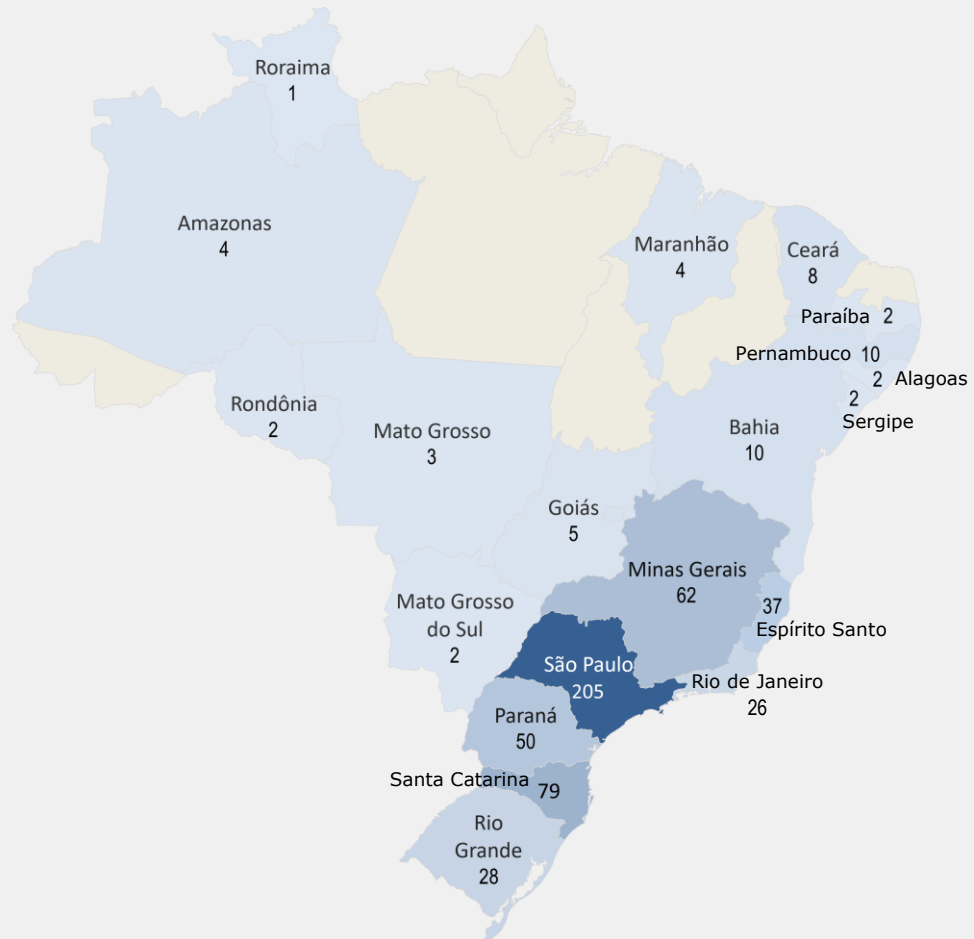 Roraima
1
Amazonas
4
Maranhão
4
Ceará
8
Paraíba 2
Pernambuco 10
2 Alagoas
2
Sergipe
Rondônia
2
Mato Grosso
3
Bahia
10
Goiás
5
Minas Gerais
62
37
Espírito Santo
Mato Grosso
do Sul
2
São Paulo
205
Rio de Janeiro
26
Paraná
50
Santa Catarina 79
Rio
Grande
28